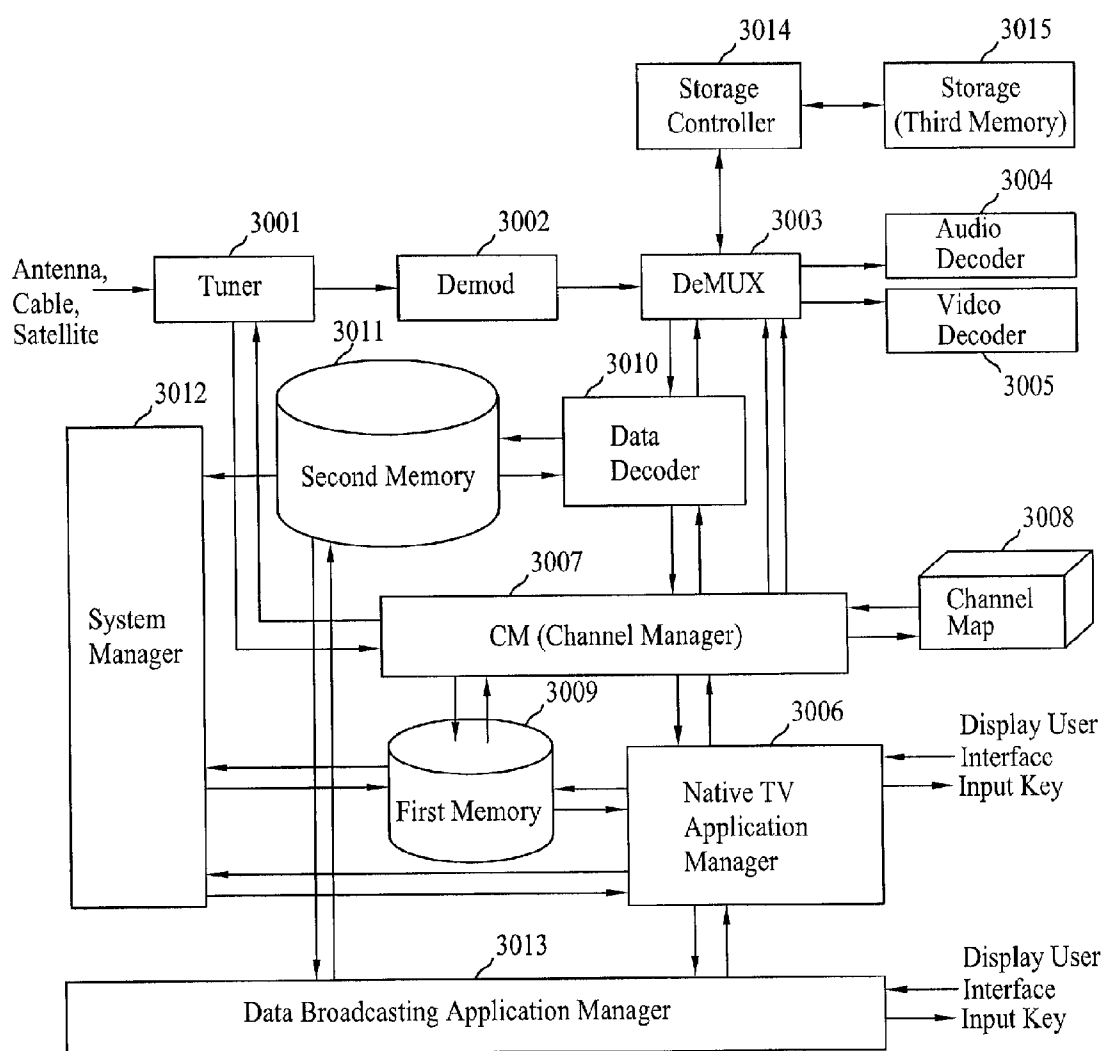 3014
3015
Storage
Controller
Storage
(Third Memory)
3001
3002
3003
3004
Antenna,
Cable,
Satellite
Tuner
Demod
DeMUX
Audio
Decoder
Video
Decoder
3005
3011
3010
3012
Second Memory
Data
Decoder
3007
3008
System
Manager
CM (Channel Manager)
Channel
Map
3009
3006
First Memory
Native TV
Application
Manager
Display User
Interface
Input Key
3013
Data Broadcasting Application Manager
Display User
Interface
Input Key